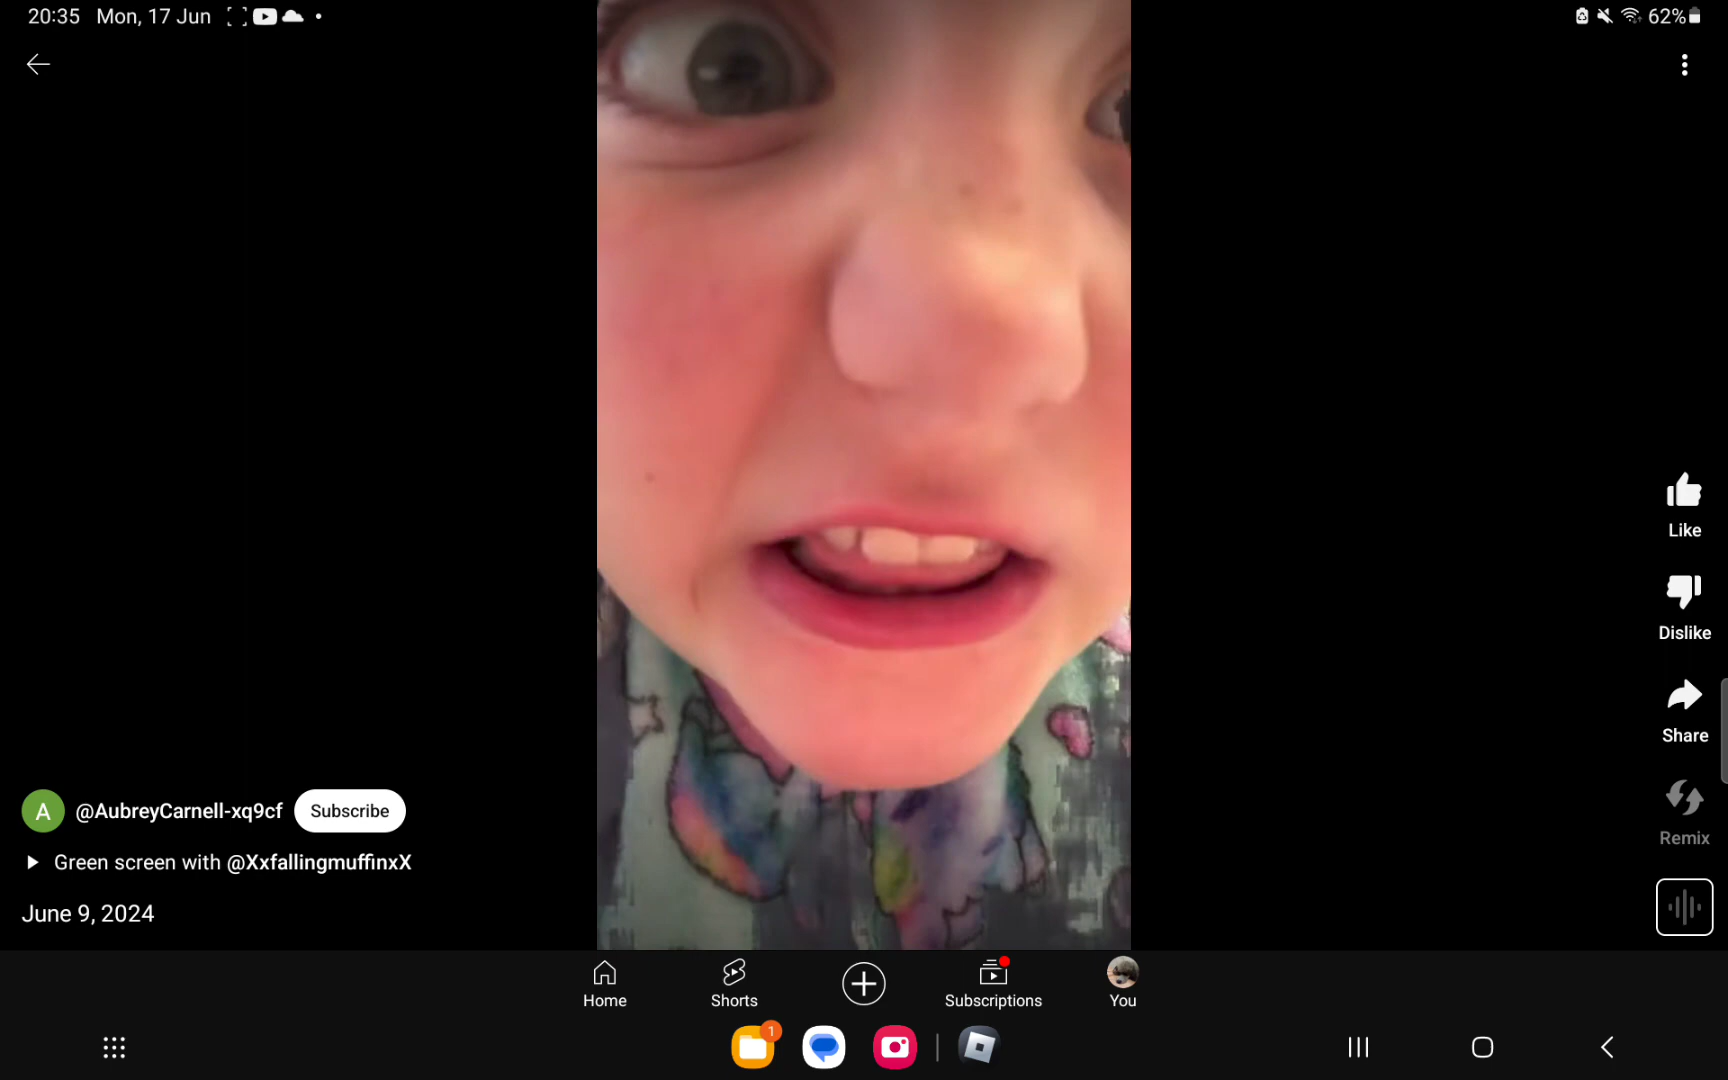 20:35 Mon, 17 Jun
62%
Like
Dislike
Share
Remix
A @AubreyCarnell-xq9cf Subscribe
Green screen with @XxfallingmuffinxX
June 9, 2024
Home Shorts Subscriptions You
1